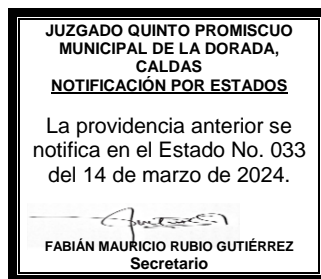 JUZGADO QUINTO PROMISCUO
MUNICIPAL DE LA DORADA,
CALDAS
NOTIFICACIÓN POR ESTADOS
La providencia anterior se
notifica en el Estado No. 033
del 14 de marzo de 2024.
FABIÁN MAURICIO RUBIO GUTIÉRREZ
Secretario